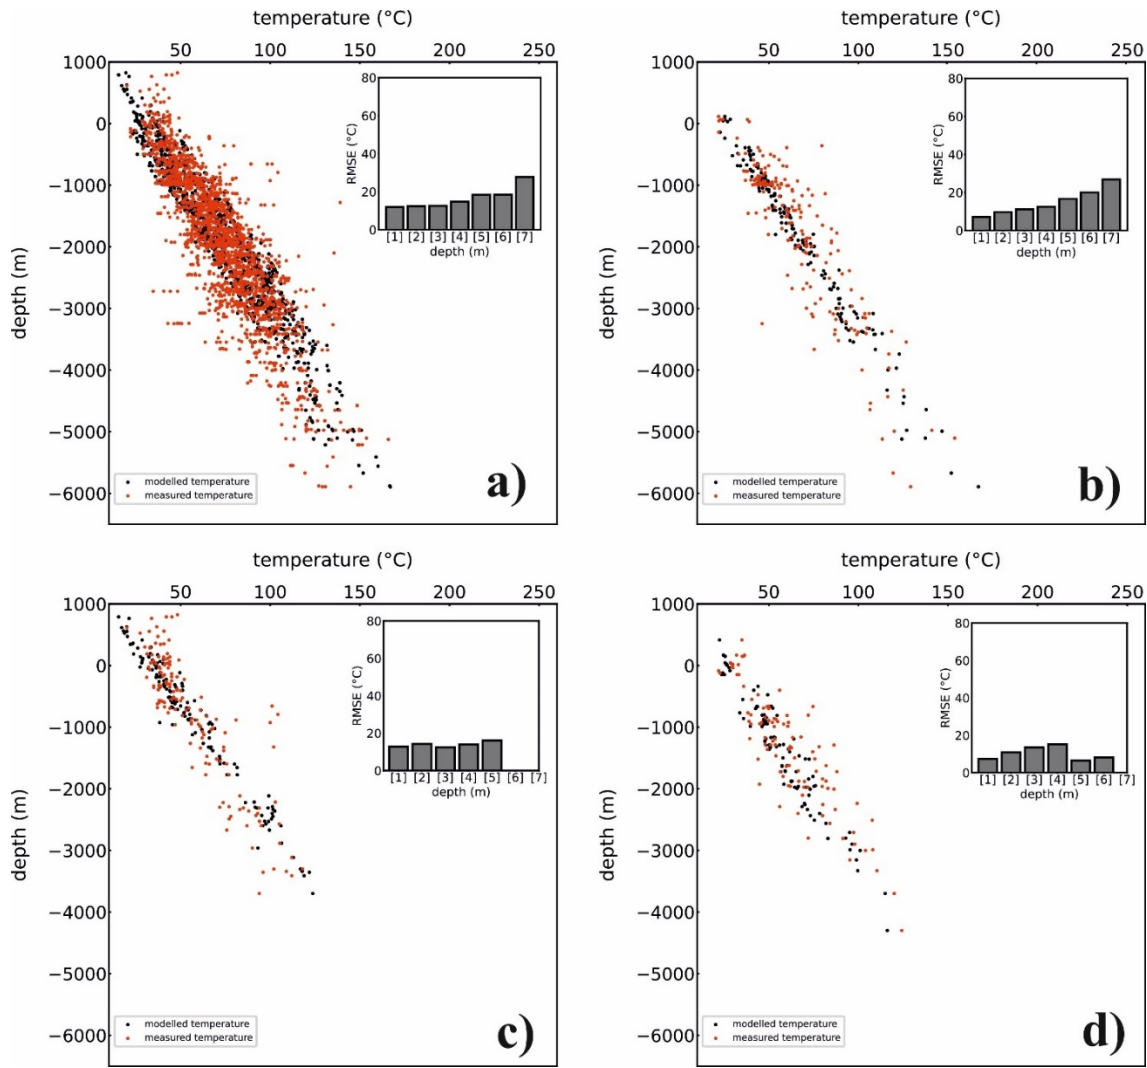 temperature (°C)
50 100 150 200 250
1000
0
−1000
−2000
−3000
−4000
−5000
−6000
depth (m)
80
60
40
20
0
RMSE (°C)
[1] [2] [3] [4] [5] [6] [7]
depth (m)
modelled temperature
measured temperature
a)
temperature (°C)
50 100 150 200 250
1000
0
−1000
−2000
−3000
−4000
−5000
−6000
depth (m)
80
60
40
20
0
RMSE (°C)
[1] [2] [3] [4] [5] [6] [7]
depth (m)
modelled temperature
measured temperature
b)
temperature (°C)
50 100 150 200 250
1000
0
−1000
−2000
−3000
−4000
−5000
−6000
depth (m)
80
60
40
20
0
RMSE (°C)
[1] [2] [3] [4] [5] [6] [7]
depth (m)
modelled temperature
measured temperature
c)
temperature (°C)
50 100 150 200 250
1000
0
−1000
−2000
−3000
−4000
−5000
−6000
depth (m)
80
60
40
20
0
RMSE (°C)
[1] [2] [3] [4] [5] [6] [7]
depth (m)
modelled temperature
measured temperature
d)